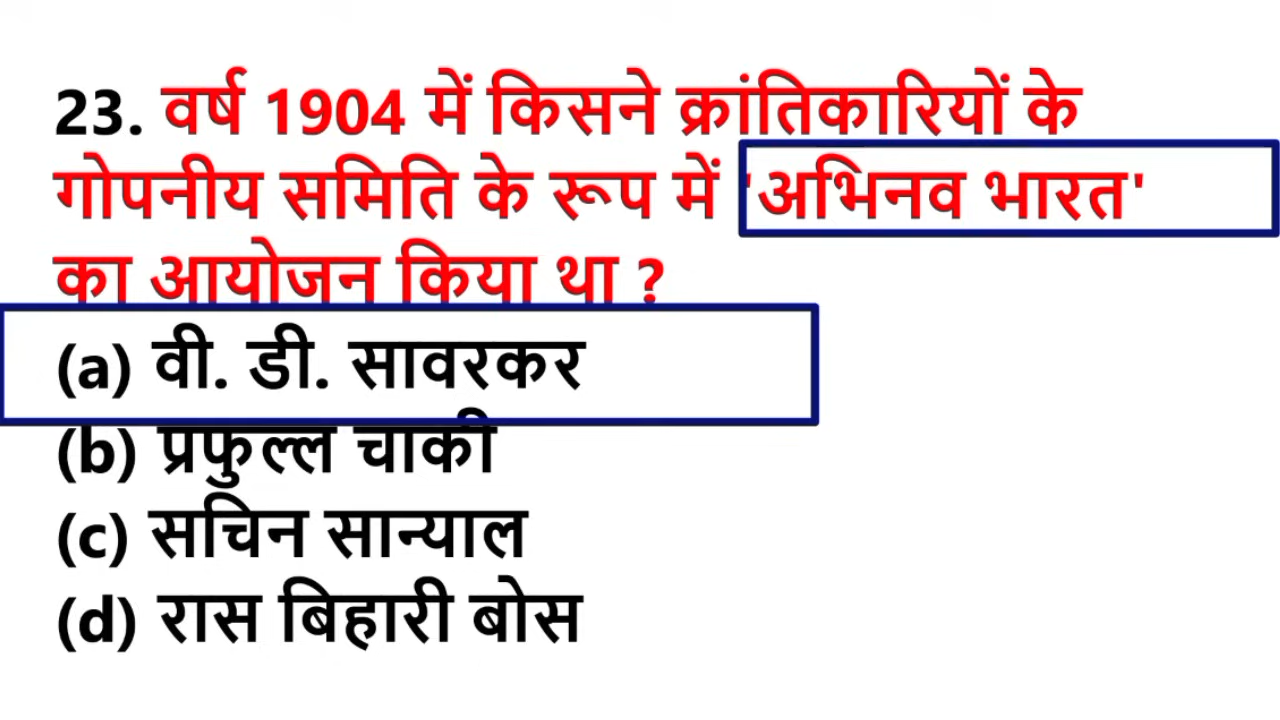 23. वर्ष 1904 में किसने क्रांतिकारियों के
गोपनीय समिति के रूप में 'अभिनव भारत'
का आयोजन किया था ?
(a) वी. डी. सावरकर
(b) प्रफुल्ल चाकी
(c) सचिन सान्याल
(d) रास बिहारी बोस